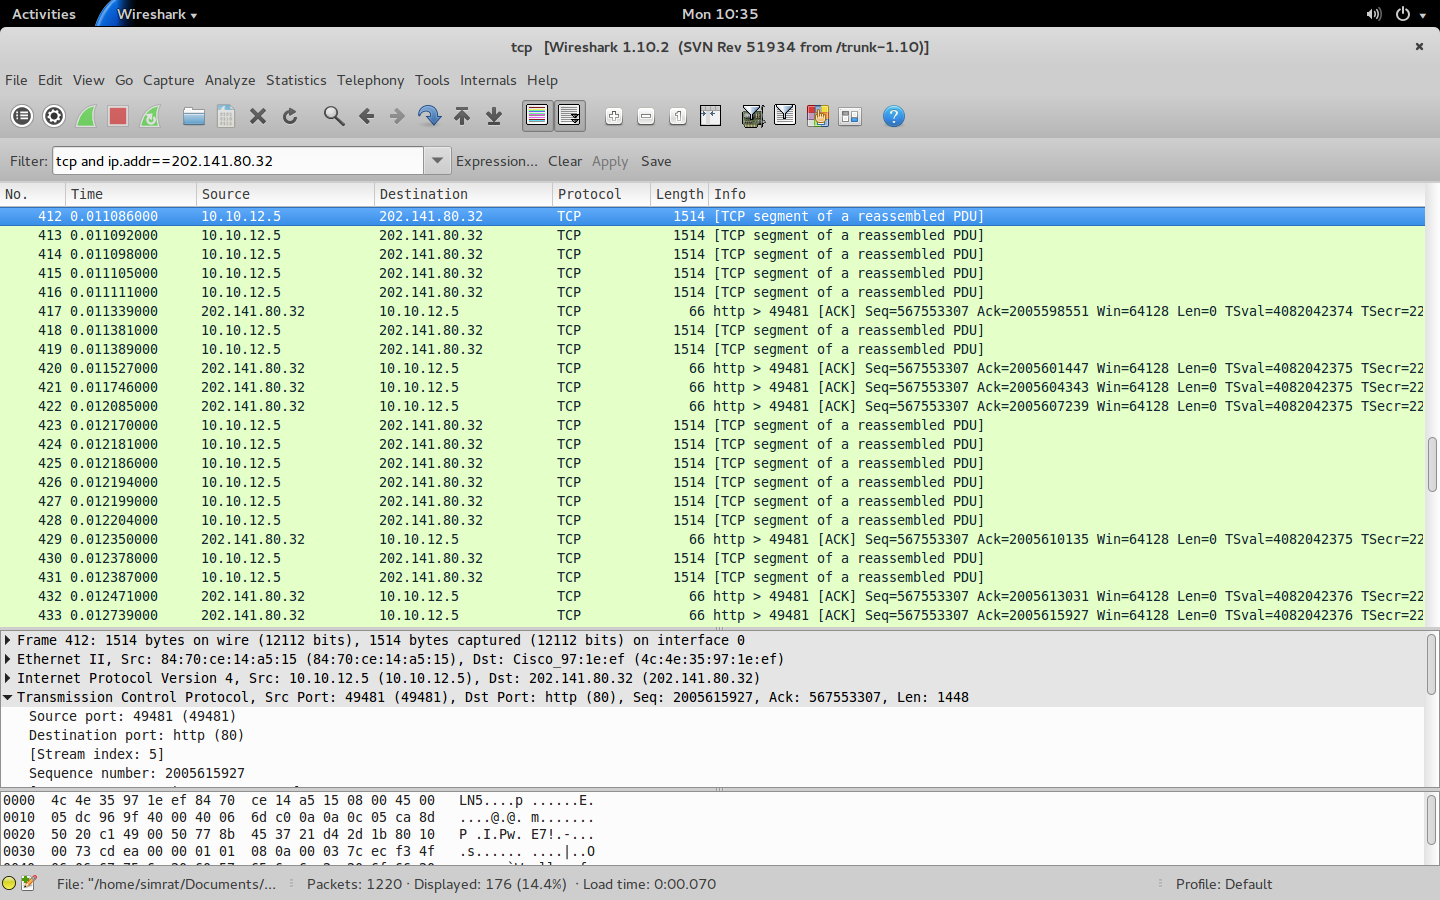 Activities Wireshark Mon 10:35
tcp [Wireshark 1.10.2 (SVN Rev 51934 from /trunk-1.10)]
File Edit View Go Capture Analyze Statistics Telephony Tools Internals Help
Filter: tcp and ip.addr==202.141.80.32 Expression... Clear Apply Save
No. Time Source Destination Protocol Length Info
412 0.011086000 10.10.12.5 202.141.80.32 TCP 1514 [TCP segment of a reassembled PDU]
413 0.011092000 10.10.12.5 202.141.80.32 TCP 1514 [TCP segment of a reassembled PDU]
414 0.011098000 10.10.12.5 202.141.80.32 TCP 1514 [TCP segment of a reassembled PDU]
415 0.011105000 10.10.12.5 202.141.80.32 TCP 1514 [TCP segment of a reassembled PDU]
416 0.011111000 10.10.12.5 202.141.80.32 TCP 1514 [TCP segment of a reassembled PDU]
417 0.011339000 202.141.80.32 10.10.12.5 TCP 66 http > 49481 [ACK] Seq=567553307 Ack=2005598551 Win=64128 Len=0 TSval=4082042374 TSecr=22
418 0.011381000 10.10.12.5 202.141.80.32 TCP 1514 [TCP segment of a reassembled PDU]
419 0.011389000 10.10.12.5 202.141.80.32 TCP 1514 [TCP segment of a reassembled PDU]
420 0.011527000 202.141.80.32 10.10.12.5 TCP 66 http > 49481 [ACK] Seq=567553307 Ack=2005601447 Win=64128 Len=0 TSval=4082042375 TSecr=22
421 0.011746000 202.141.80.32 10.10.12.5 TCP 66 http > 49481 [ACK] Seq=567553307 Ack=2005604343 Win=64128 Len=0 TSval=4082042375 TSecr=22
422 0.012085000 202.141.80.32 10.10.12.5 TCP 66 http > 49481 [ACK] Seq=567553307 Ack=2005607239 Win=64128 Len=0 TSval=4082042375 TSecr=22
423 0.012170000 10.10.12.5 202.141.80.32 TCP 1514 [TCP segment of a reassembled PDU]
424 0.012181000 10.10.12.5 202.141.80.32 TCP 1514 [TCP segment of a reassembled PDU]
425 0.012186000 10.10.12.5 202.141.80.32 TCP 1514 [TCP segment of a reassembled PDU]
426 0.012194000 10.10.12.5 202.141.80.32 TCP 1514 [TCP segment of a reassembled PDU]
427 0.012199000 10.10.12.5 202.141.80.32 TCP 1514 [TCP segment of a reassembled PDU]
428 0.012204000 10.10.12.5 202.141.80.32 TCP 1514 [TCP segment of a reassembled PDU]
429 0.012350000 202.141.80.32 10.10.12.5 TCP 66 http > 49481 [ACK] Seq=567553307 Ack=2005610135 Win=64128 Len=0 TSval=4082042375 TSecr=22
430 0.012378000 10.10.12.5 202.141.80.32 TCP 1514 [TCP segment of a reassembled PDU]
431 0.012387000 10.10.12.5 202.141.80.32 TCP 1514 [TCP segment of a reassembled PDU]
432 0.012471000 202.141.80.32 10.10.12.5 TCP 66 http > 49481 [ACK] Seq=567553307 Ack=2005613031 Win=64128 Len=0 TSval=4082042376 TSecr=22
433 0.012739000 202.141.80.32 10.10.12.5 TCP 66 http > 49481 [ACK] Seq=567553307 Ack=2005615927 Win=64128 Len=0 TSval=4082042376 TSecr=22
Frame 412: 1514 bytes on wire (12112 bits), 1514 bytes captured (12112 bits) on interface 0
Ethernet II, Src: 84:70:ce:14:a5:15 (84:70:ce:14:a5:15), Dst: Cisco_97:1e:ef (4c:4e:35:97:1e:ef)
Internet Protocol Version 4, Src: 10.10.12.5 (10.10.12.5), Dst: 202.141.80.32 (202.141.80.32)
Transmission Control Protocol, Src Port: 49481 (49481), Dst Port: http (80), Seq: 2005615927, Ack: 567553307, Len: 1448
Source port: 49481 (49481)
Destination port: http (80)
[Stream index: 5]
Sequence number: 2005615927
0000 4c 4e 35 97 1e ef 84 70 ce 14 a5 15 08 00 45 00 LN5....p ......E.
0010 05 dc 96 9f 40 00 40 06 6d c0 0a 0a 0c 05 ca 8d ....@.@. m.......
0020 50 20 c1 49 00 50 77 8b 45 37 21 d4 2d 1b 80 10 P .I.Pw. E7!.-...
0030 00 73 cd ea 00 00 01 01 08 0a 00 03 7c ec f3 4f .s...... ....|..O
File: "/home/simrat/Documents/... Packets: 1220 · Displayed: 176 (14.4%) · Load time: 0:00.070 Profile: Default